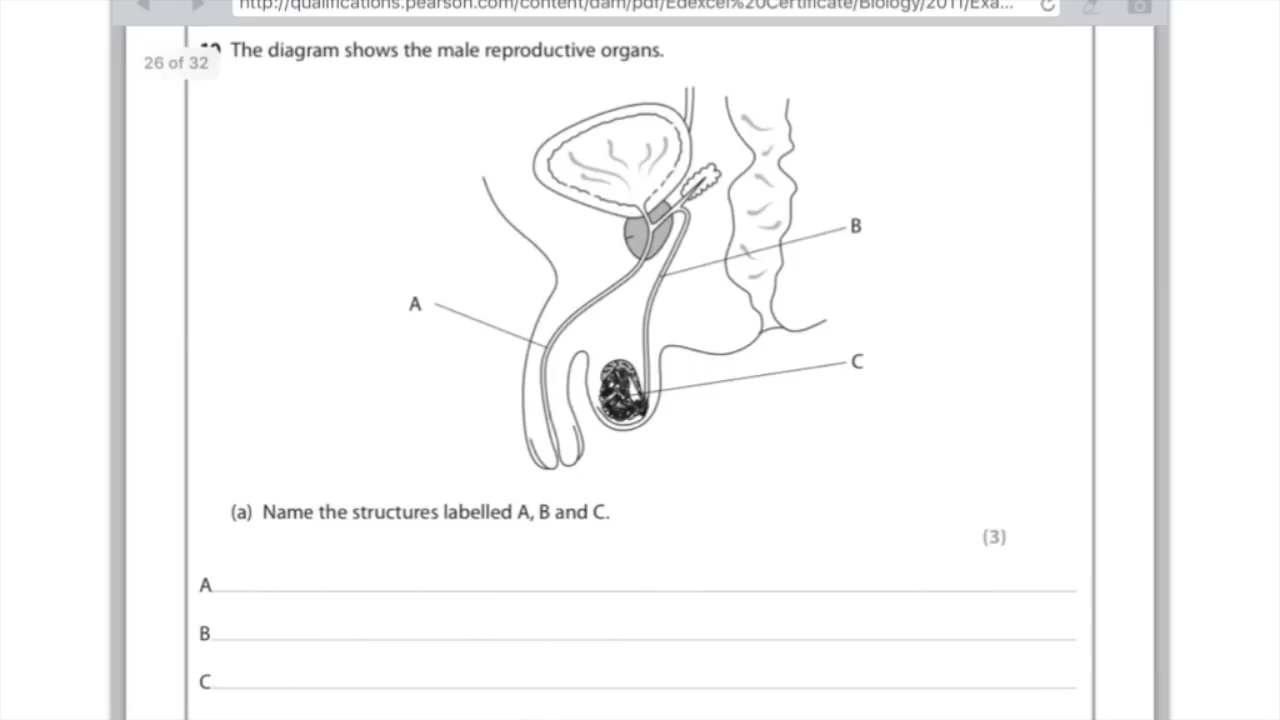 http://qualifications.pearson.com/content/dam/pdf/Edexcel%20Certificate/Biology/2011/Exa...
26 of 32
The diagram shows the male reproductive organs.
B
A
C
(a) Name the structures labelled A, B and C.
(3)
A
B
C